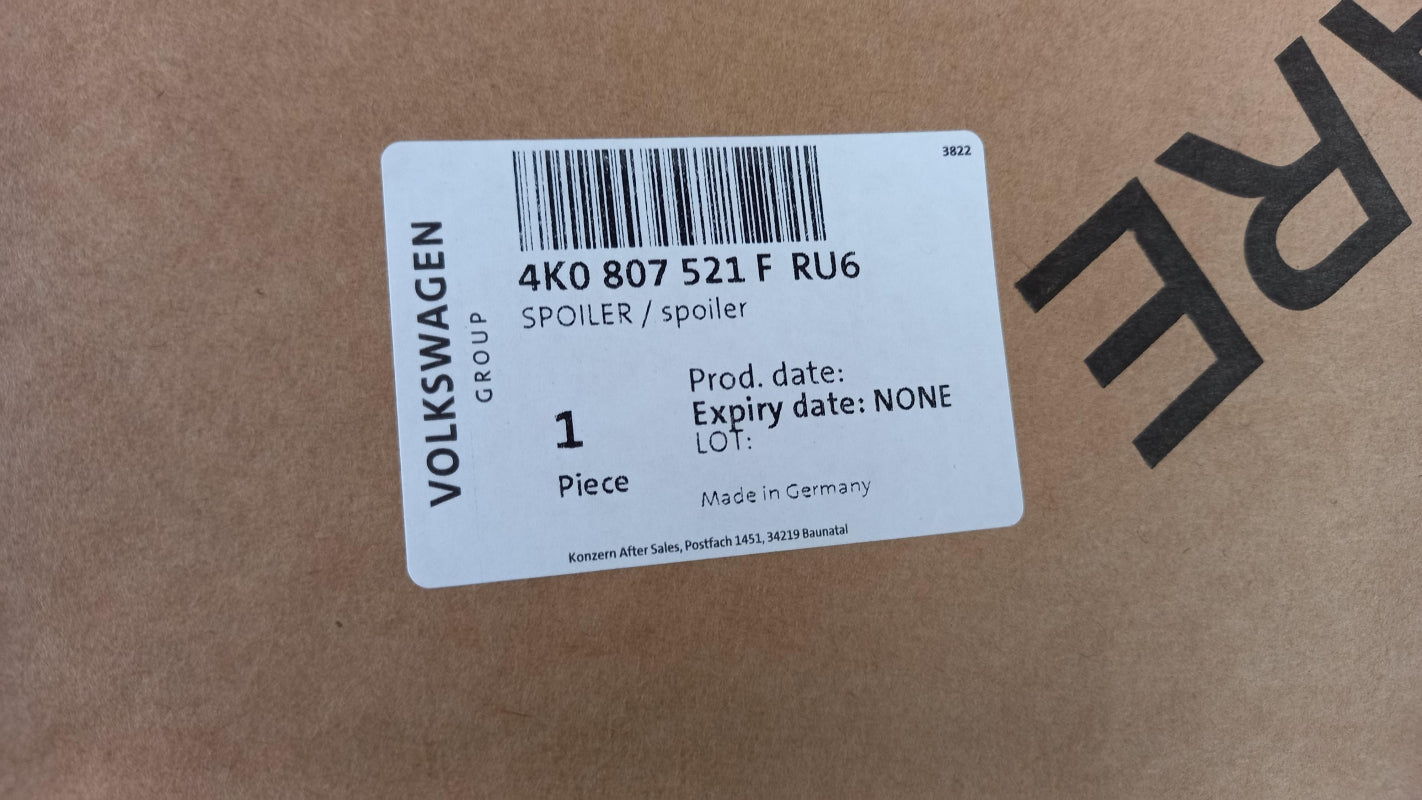 3822
VOLKSWAGEN
GROUP
4K0 807 521 F RU6
SPOILER / spoiler
Prod. date:
Expiry date: NONE
LOT:
1
Piece
Made in Germany
Konzern After Sales, Postfach 1451, 34219 Baunatal
RE